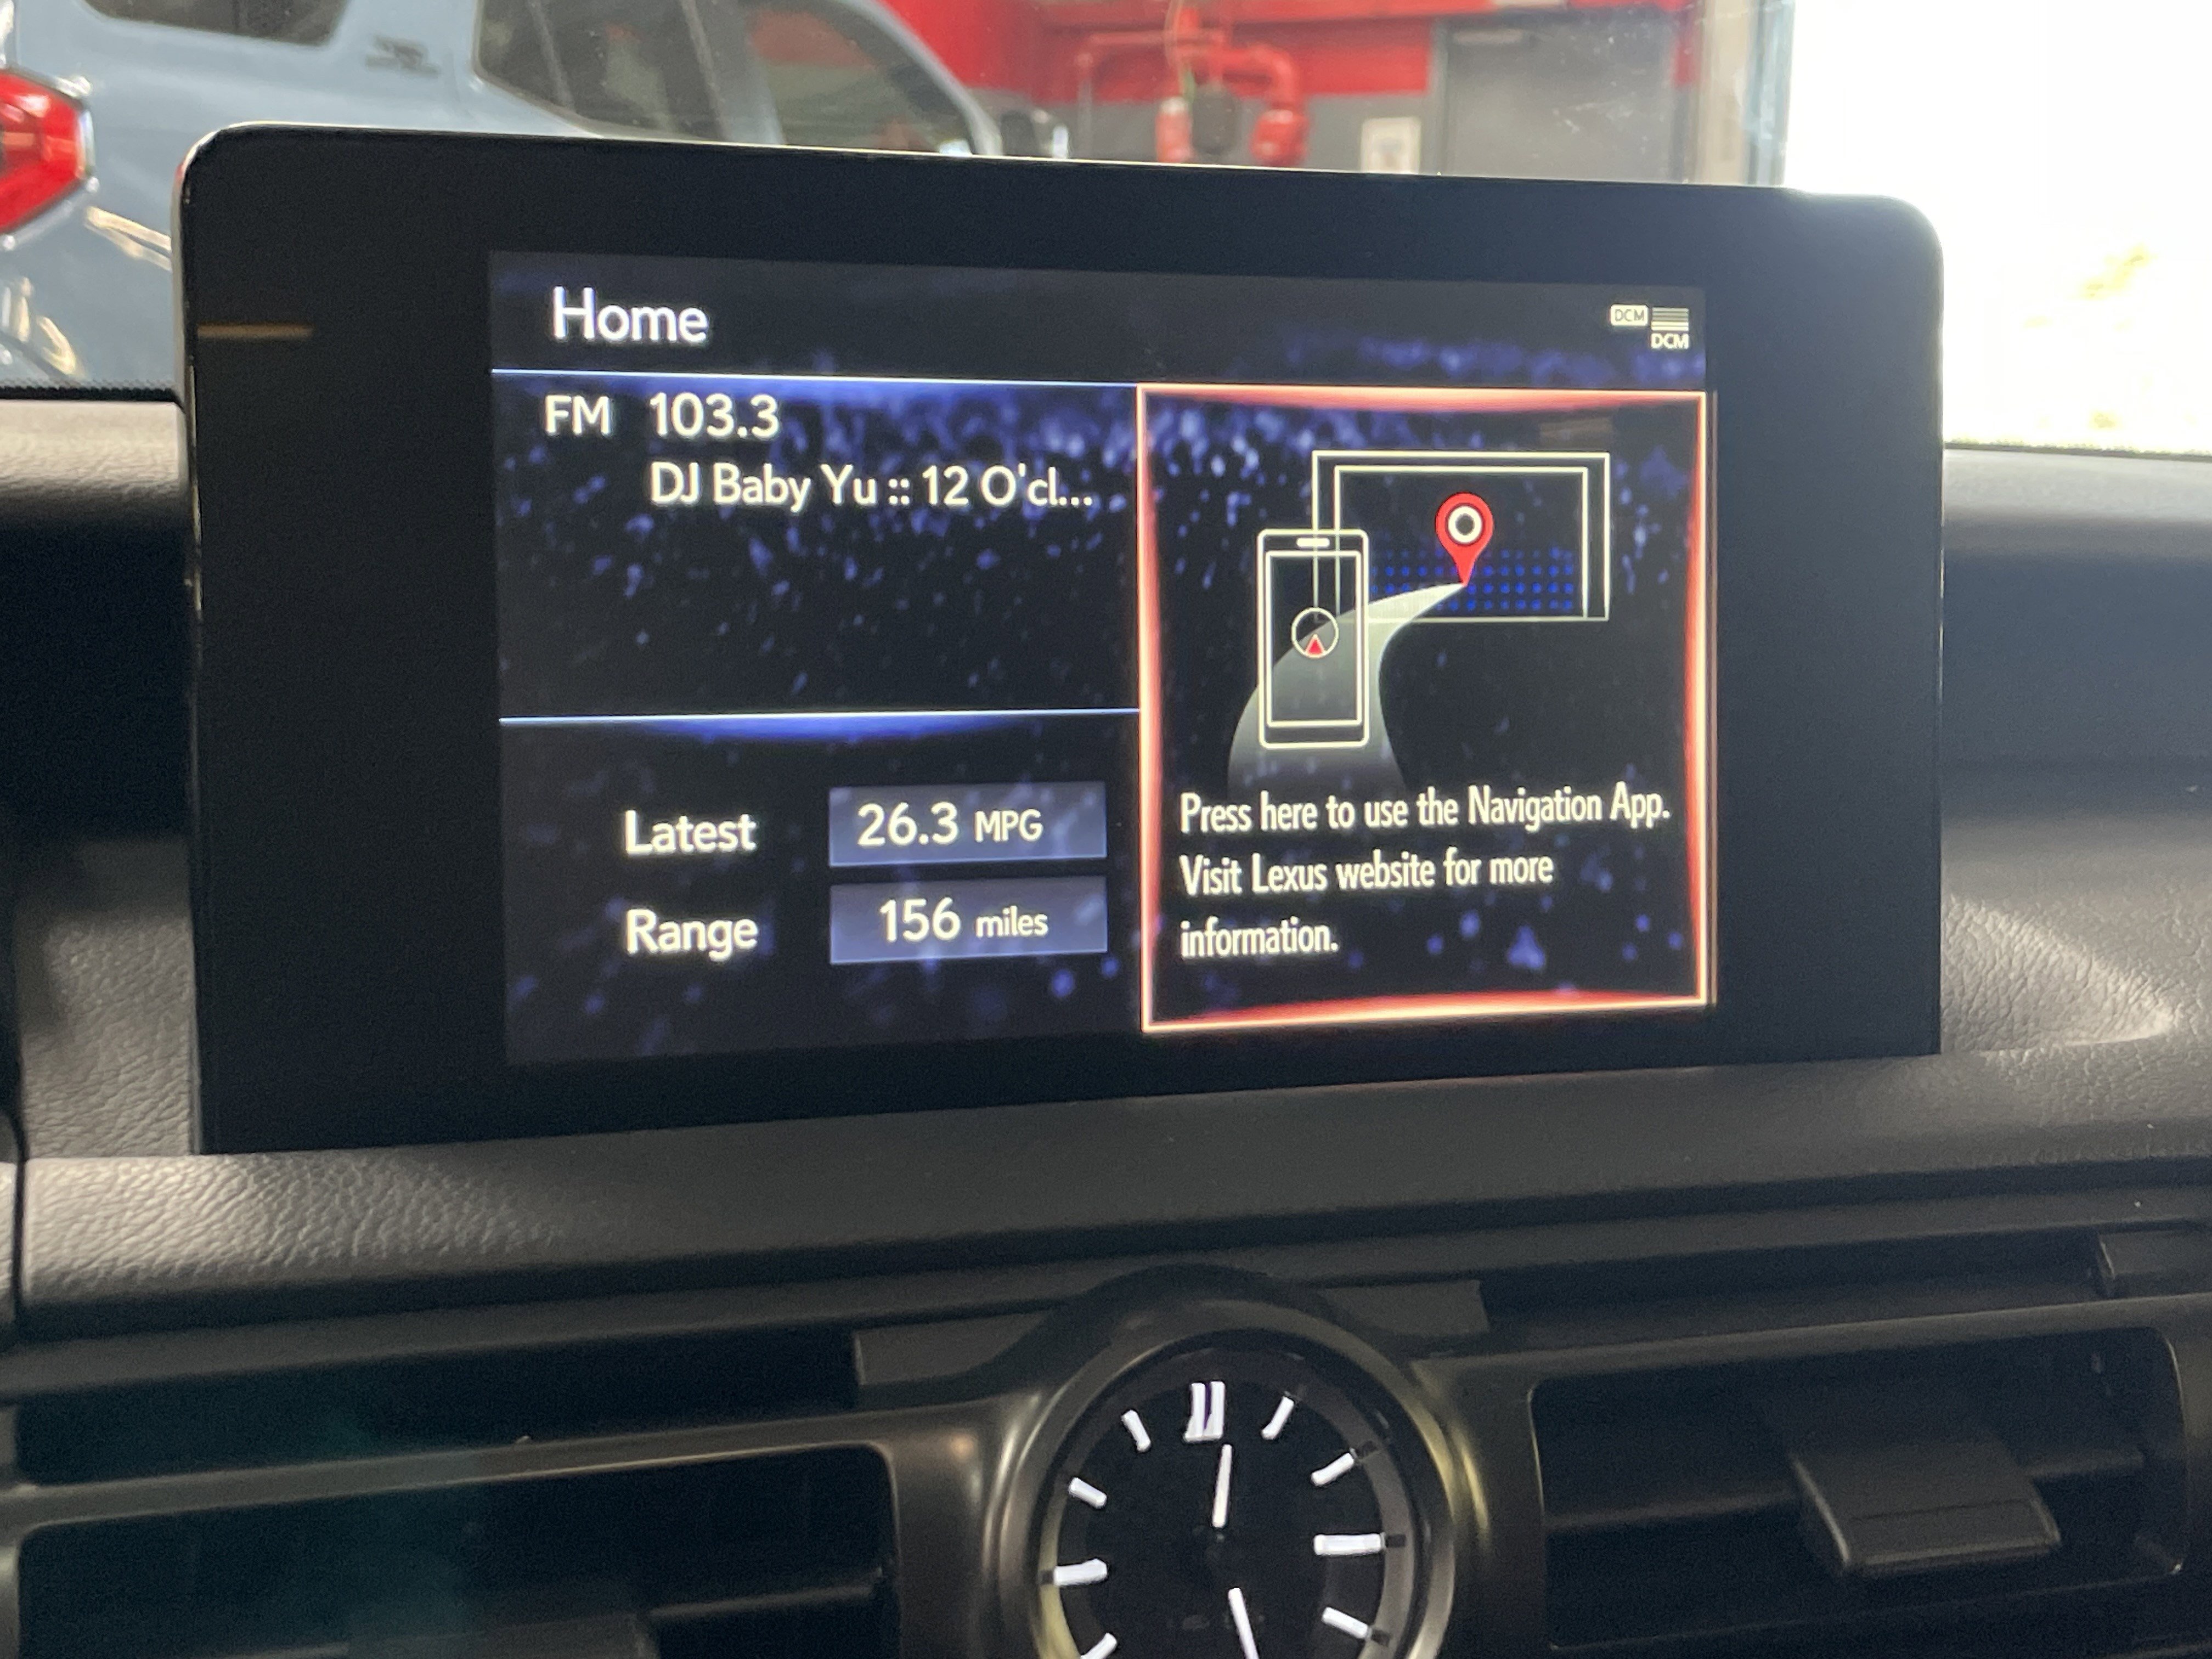 Home
DCM
DCM
FM 103.3
DJ Baby Yu :: 12 O'cl...
Latest 26.3 MPG
Range 156 miles
Press here to use the Navigation App.
Visit Lexus website for more
information.